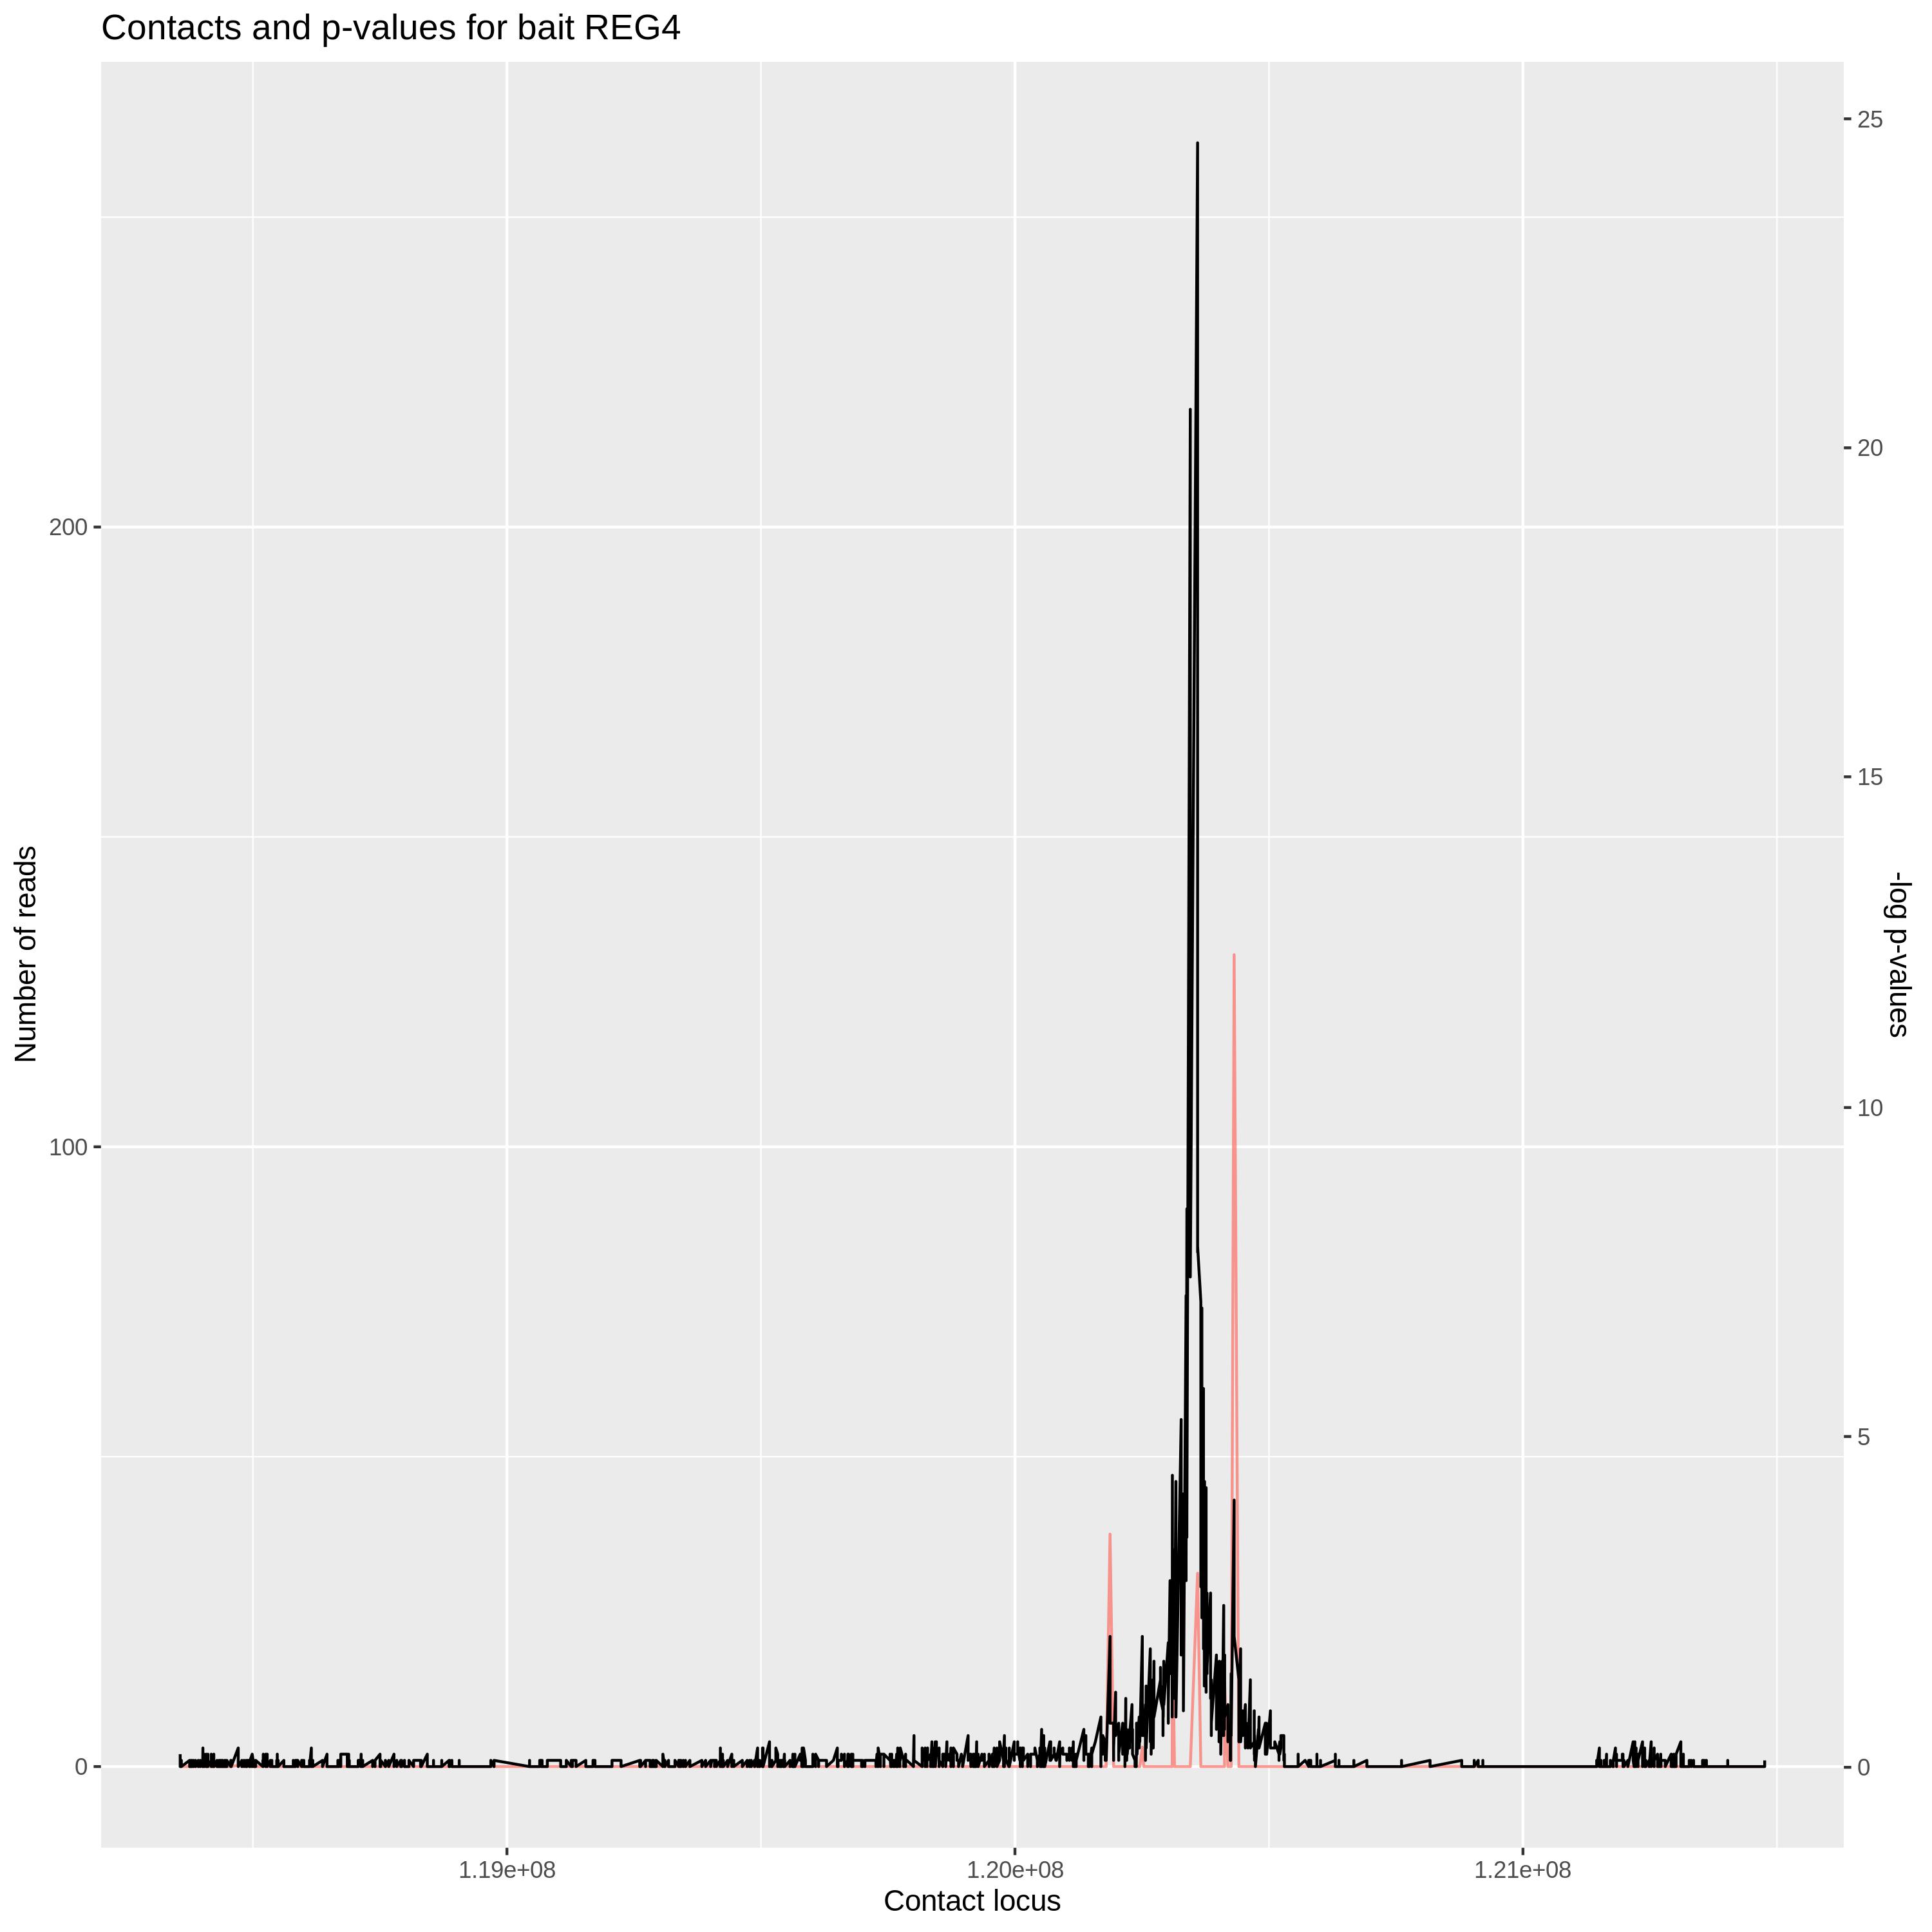 Contacts and p-values for bait REG4
Number of reads
200
100
0
25
20
15
10
5
0
-log p-values
1.19e+08
1.20e+08
1.21e+08
Contact locus